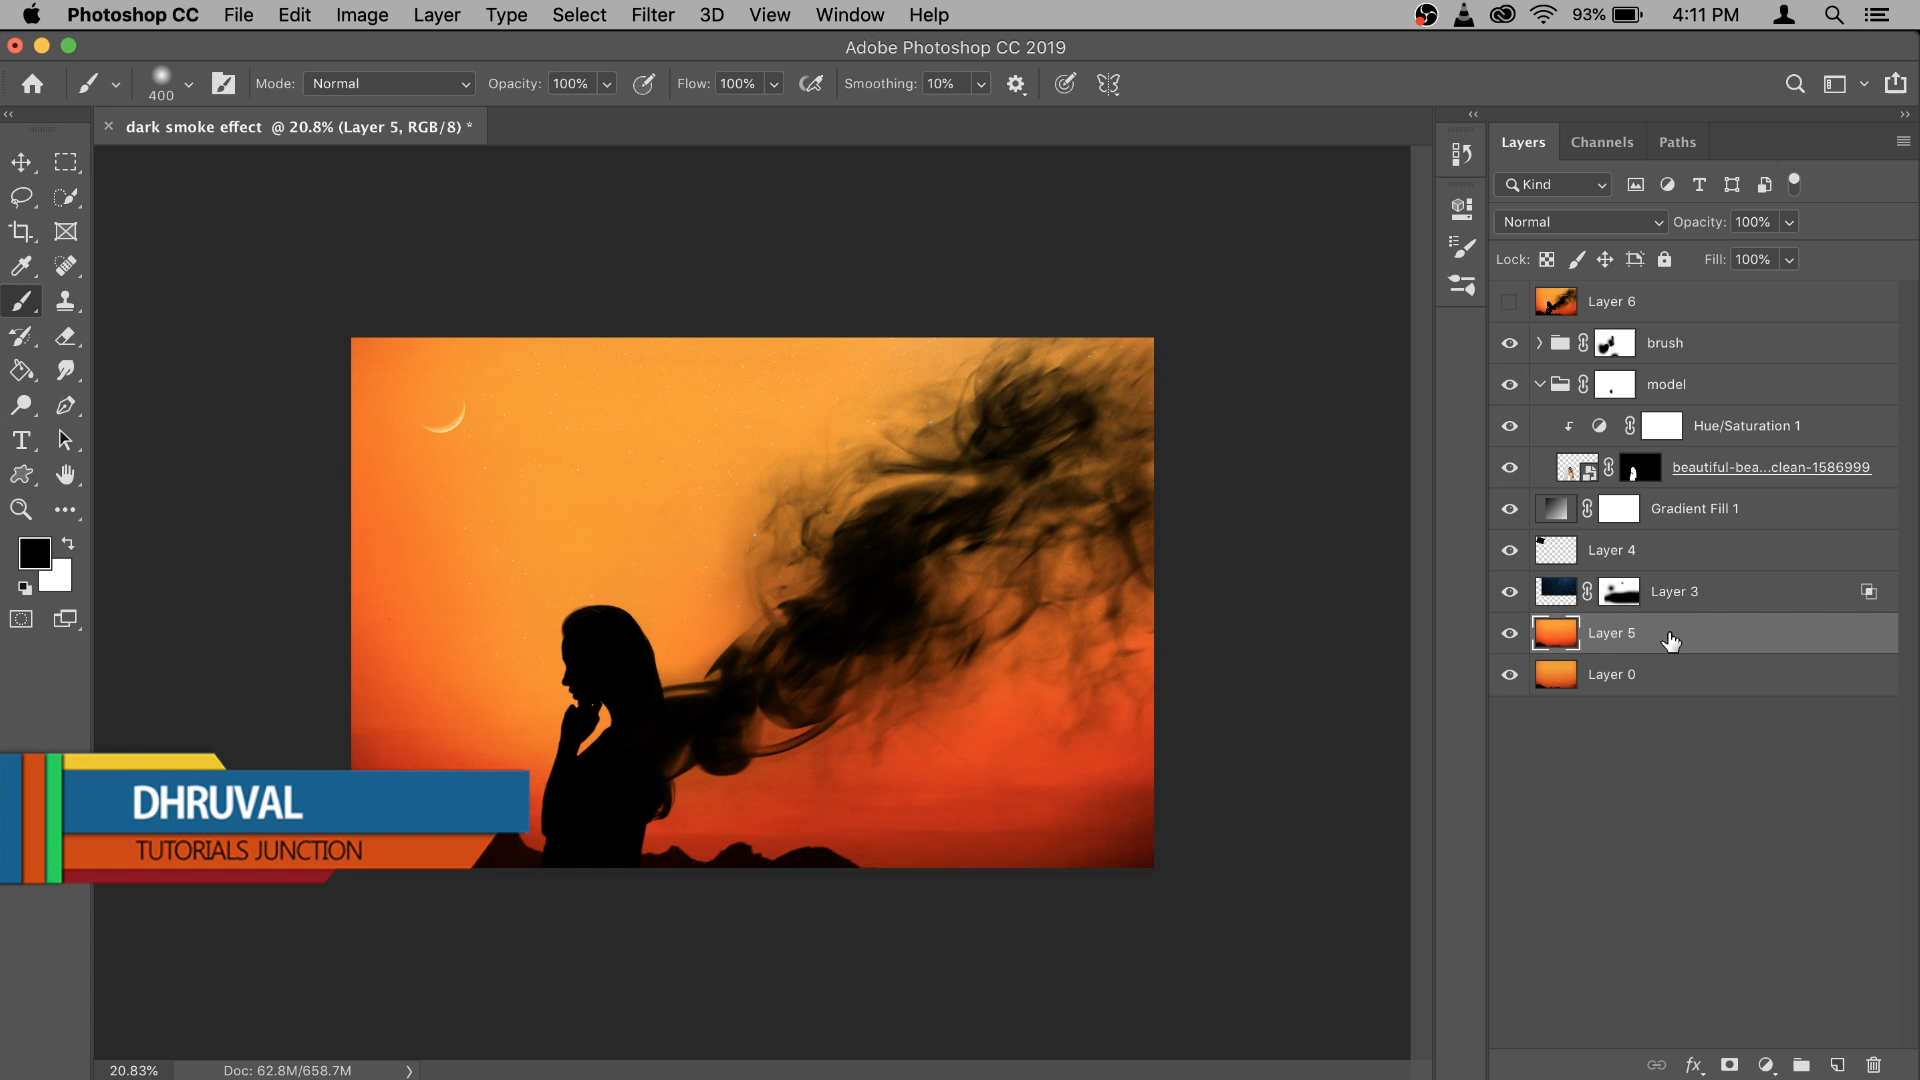 Photoshop CC File Edit Image Layer Type Select Filter 3D View Window Help 93% 4:11 PM
Adobe Photoshop CC 2019
400 Mode: Normal Opacity: 100% Flow: 100% Smoothing: 10%
dark smoke effect @ 20.8% (Layer 5, RGB/8) *
Layers Channels Paths
Kind
Normal Opacity: 100%
Lock: Fill: 100%
Layer 6
brush
model
Hue/Saturation 1
beautiful-bea...clean-1586999
Gradient Fill 1
Layer 4
Layer 3
Layer 5
Layer 0
DHRUVAL
TUTORIALS JUNCTION
20.83% Doc: 62.8M/658.7M